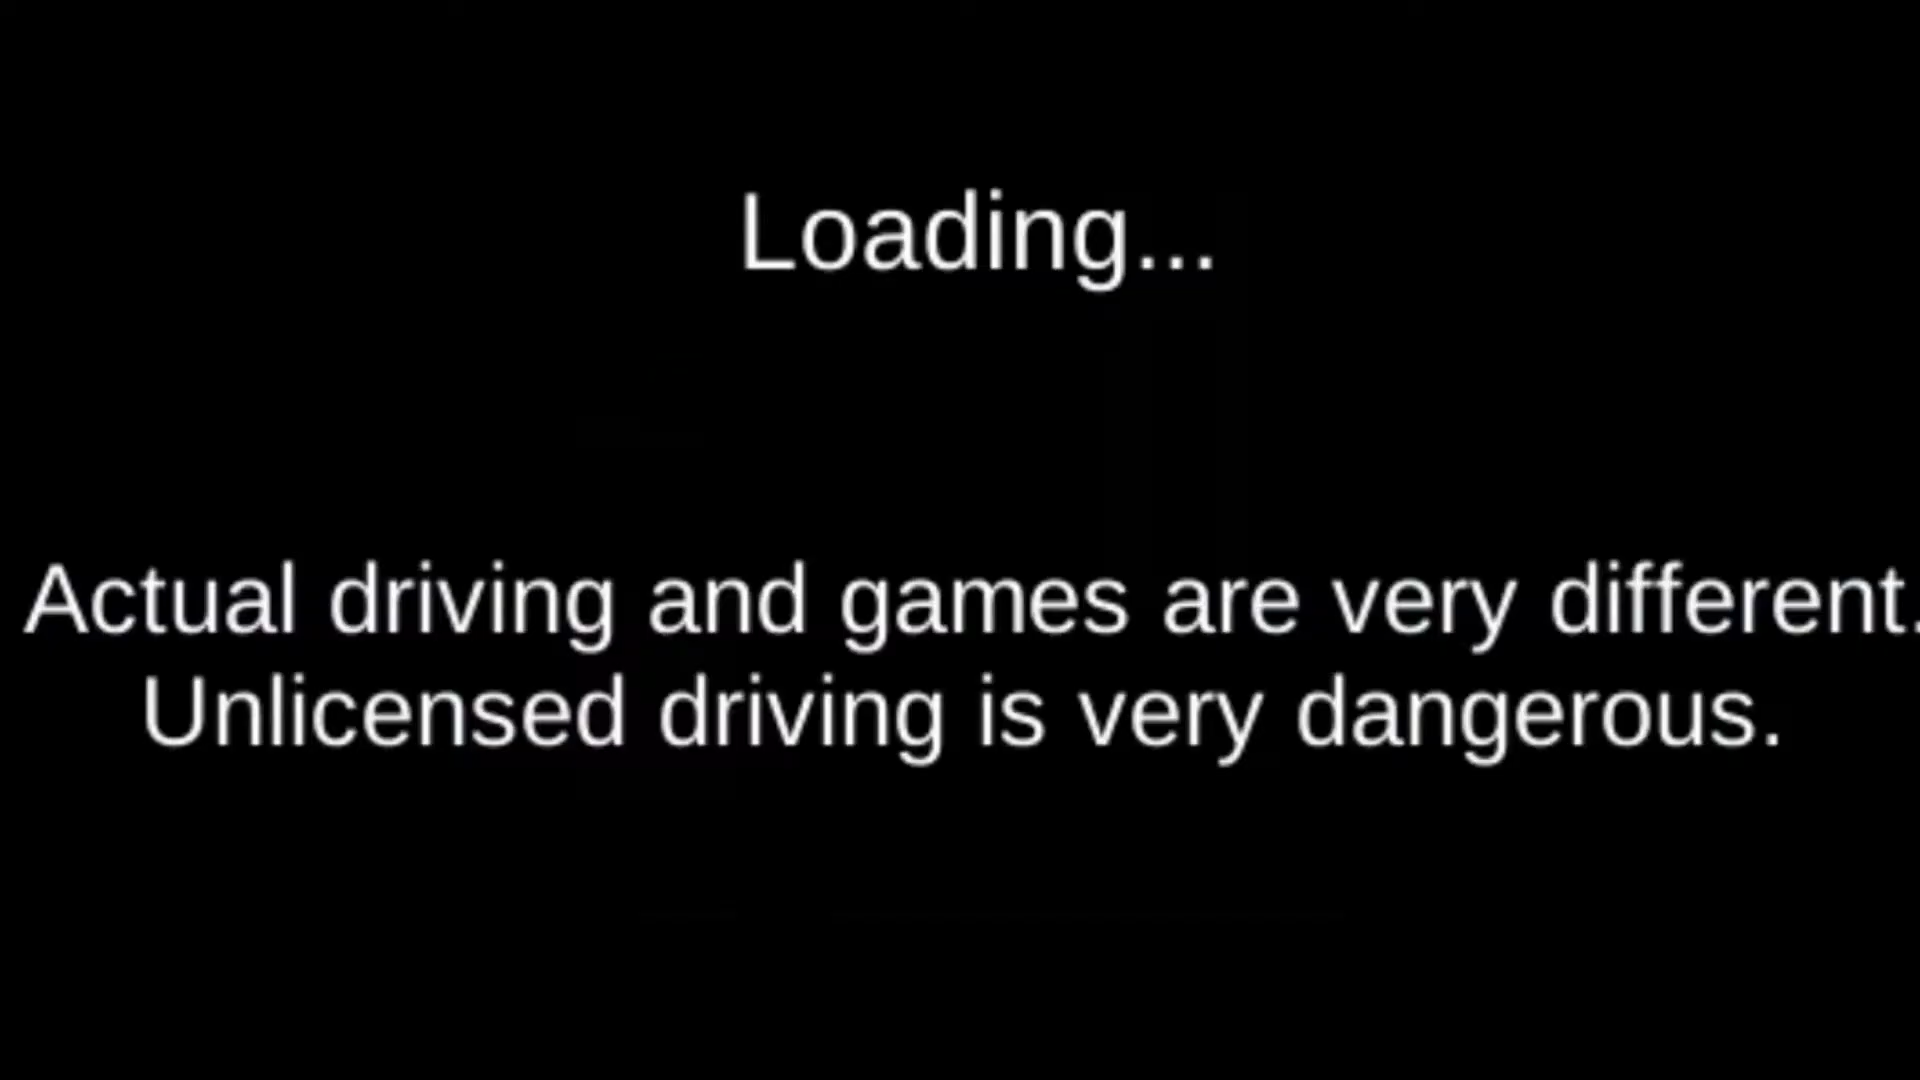 Loading...
Actual driving and games are very different.
Unlicensed driving is very dangerous.